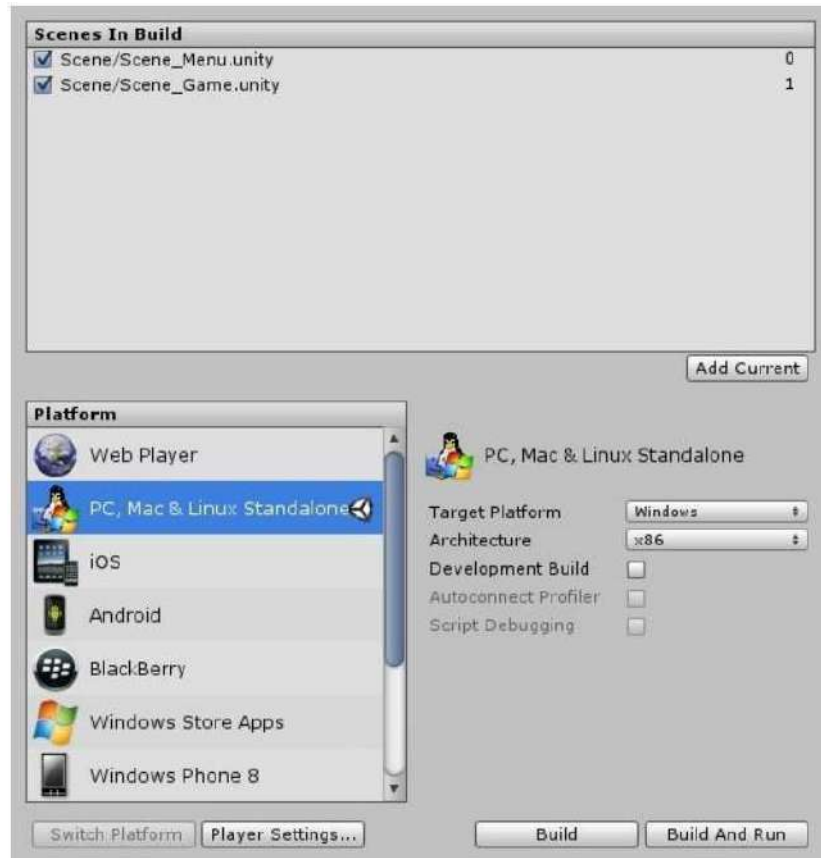 Scenes In Build
Scene/Scene_Menu.unity 0
Scene/Scene_Game.unity 1
Add Current
Platform
Web Player
PC, Mac & Linux Standalone
iOS
Android
BlackBerry
Windows Store Apps
Windows Phone 8
PC, Mac & Linux Standalone
Target Platform Windows
Architecture x86
Development Build
Autoconnect Profiler
Script Debugging
Switch Platform Player Settings... Build Build And Run